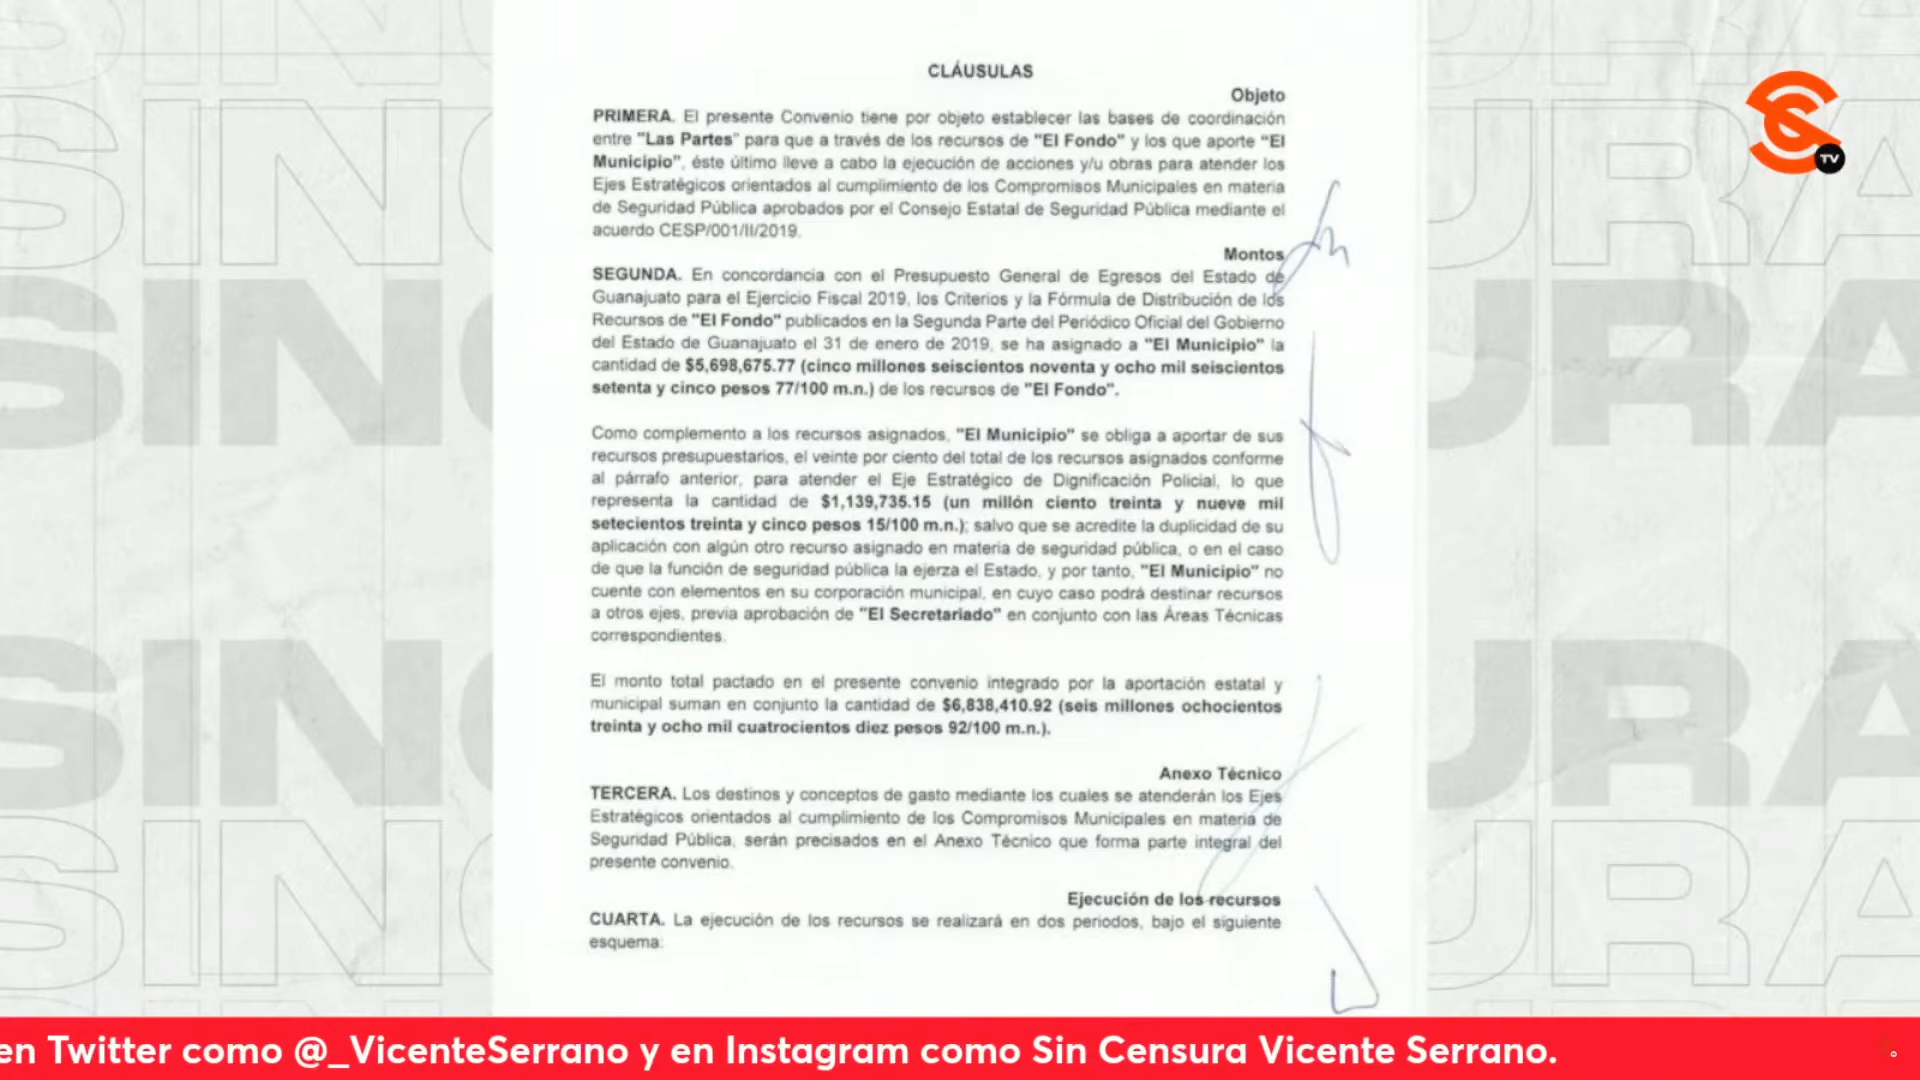 CLÁUSULAS
Objeto
PRIMERA. El presente Convenio tiene por objeto establecer las bases de coordinación
entre "Las Partes" para que a través de los recursos de "El Fondo" y los que aporte "El
Municipio", éste último lleve a cabo la ejecución de acciones y/u obras para atender los
Ejes Estratégicos orientados al cumplimiento de los Compromisos Municipales en materia
de Seguridad Pública aprobados por el Consejo Estatal de Seguridad Pública mediante el
acuerdo CESP/001/II/2019.
Montos
SEGUNDA. En concordancia con el Presupuesto General de Egresos del Estado de
Guanajuato para el Ejercicio Fiscal 2019, los Criterios y la Fórmula de Distribución de los
Recursos de "El Fondo" publicados en la Segunda Parte del Periódico Oficial del Gobierno
del Estado de Guanajuato el 31 de enero de 2019, se ha asignado a "El Municipio" la
cantidad de $5,698,675.77 (cinco millones seiscientos noventa y ocho mil seiscientos
setenta y cinco pesos 77/100 m.n.) de los recursos de "El Fondo".
Como complemento a los recursos asignados, "El Municipio" se obliga a aportar de sus
recursos presupuestarios, el veinte por ciento del total de los recursos asignados conforme
al párrafo anterior, para atender el Eje Estratégico de Dignificación Policial, lo que
representa la cantidad de $1,139,735.15 (un millón ciento treinta y nueve mil
setecientos treinta y cinco pesos 15/100 m.n.); salvo que se acredite la duplicidad de su
aplicación con algún otro recurso asignado en materia de seguridad pública, o en el caso
de que la función de seguridad pública la ejerza el Estado, y por tanto, "El Municipio" no
cuente con elementos en su corporación municipal, en cuyo caso podrá destinar recursos
a otros ejes, previa aprobación de "El Secretariado" en conjunto con las Áreas Técnicas
correspondientes.
El monto total pactado en el presente convenio integrado por la aportación estatal y
municipal suman en conjunto la cantidad de $6,838,410.92 (seis millones ochocientos
treinta y ocho mil cuatrocientos diez pesos 92/100 m.n.).
Anexo Técnico
TERCERA. Los destinos y conceptos de gasto mediante los cuales se atenderán los Ejes
Estratégicos orientados al cumplimiento de los Compromisos Municipales en materia de
Seguridad Pública, serán precisados en el Anexo Técnico que forma parte integral del
presente convenio.
Ejecución de los recursos
CUARTA. La ejecución de los recursos se realizará en dos periodos, bajo el siguiente
esquema:
TV
en Twitter como @_VicenteSerrano y en Instagram como Sin Censura Vicente Serrano.